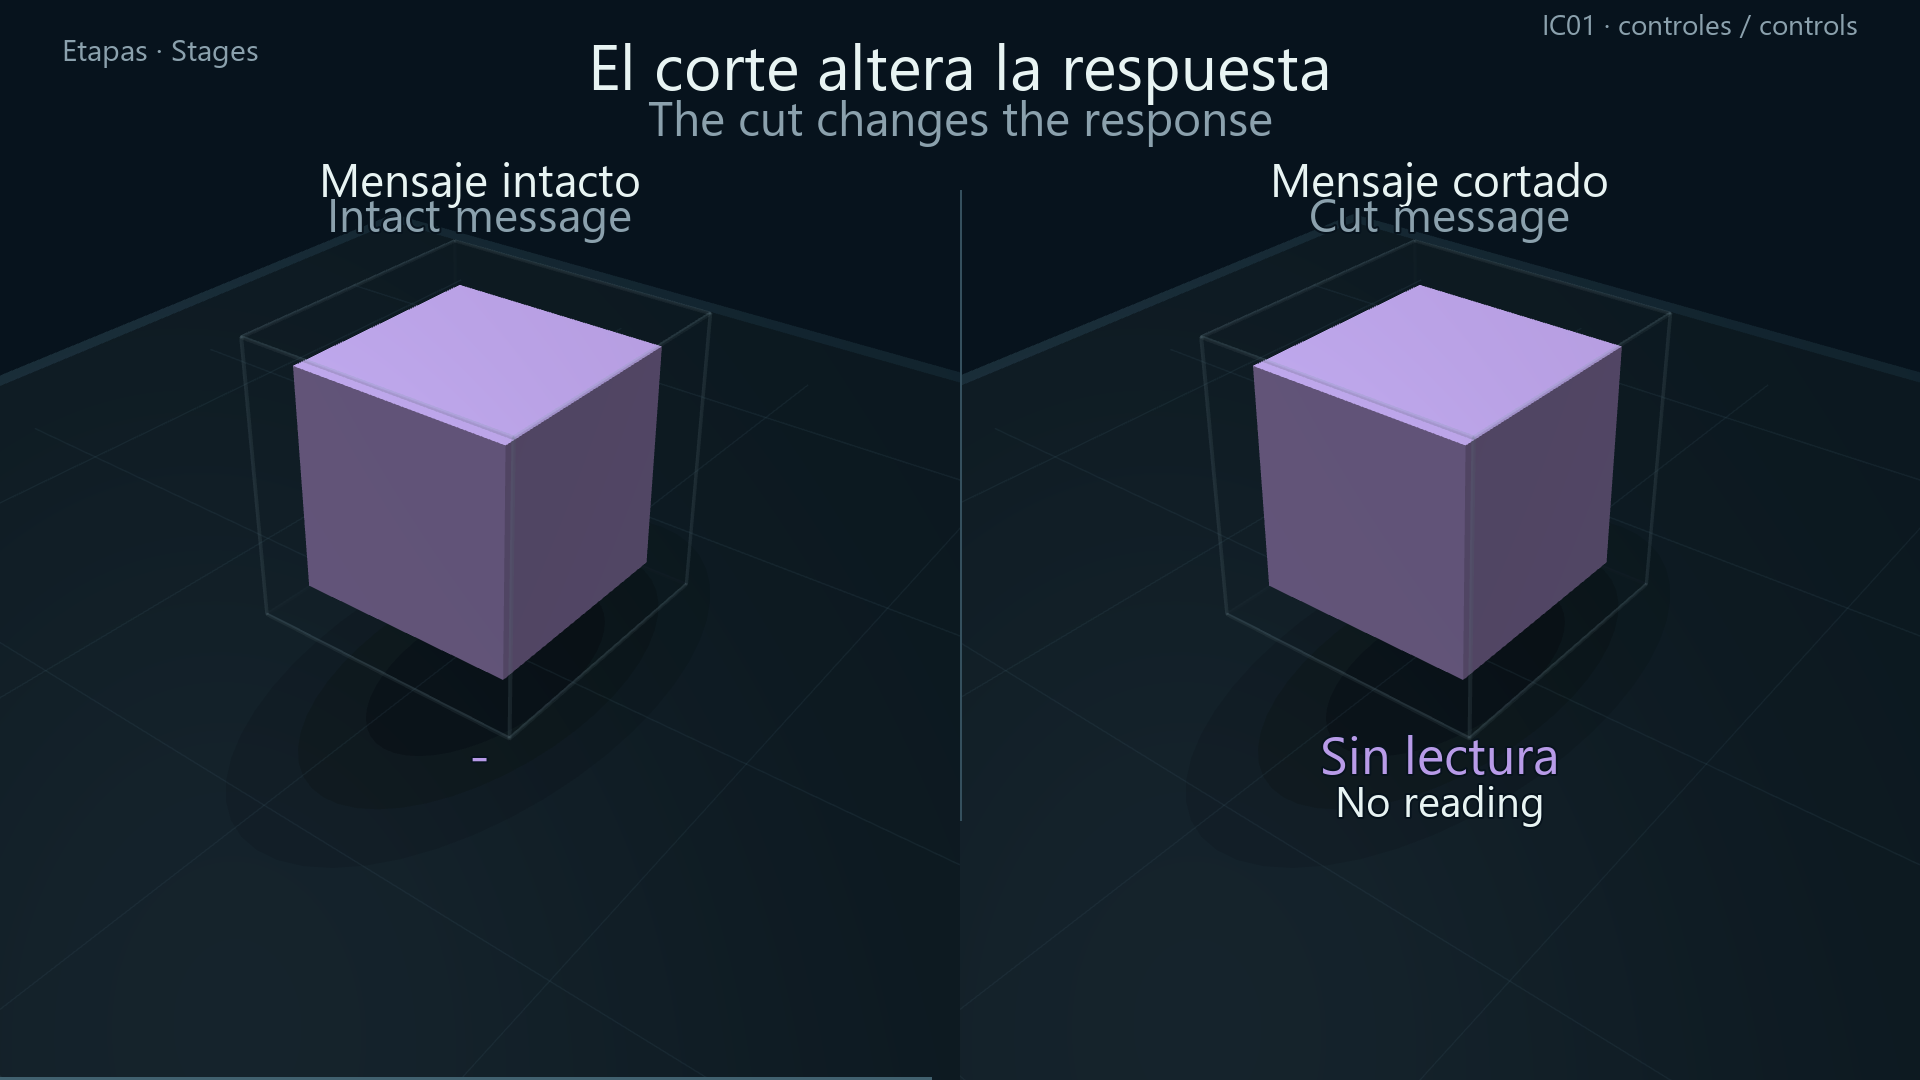 Etapas · Stages
IC01 · controles / controls
El corte altera la respuesta
The cut changes the response
Mensaje intacto
Intact message
-
Mensaje cortado
Cut message
Sin lectura
No reading